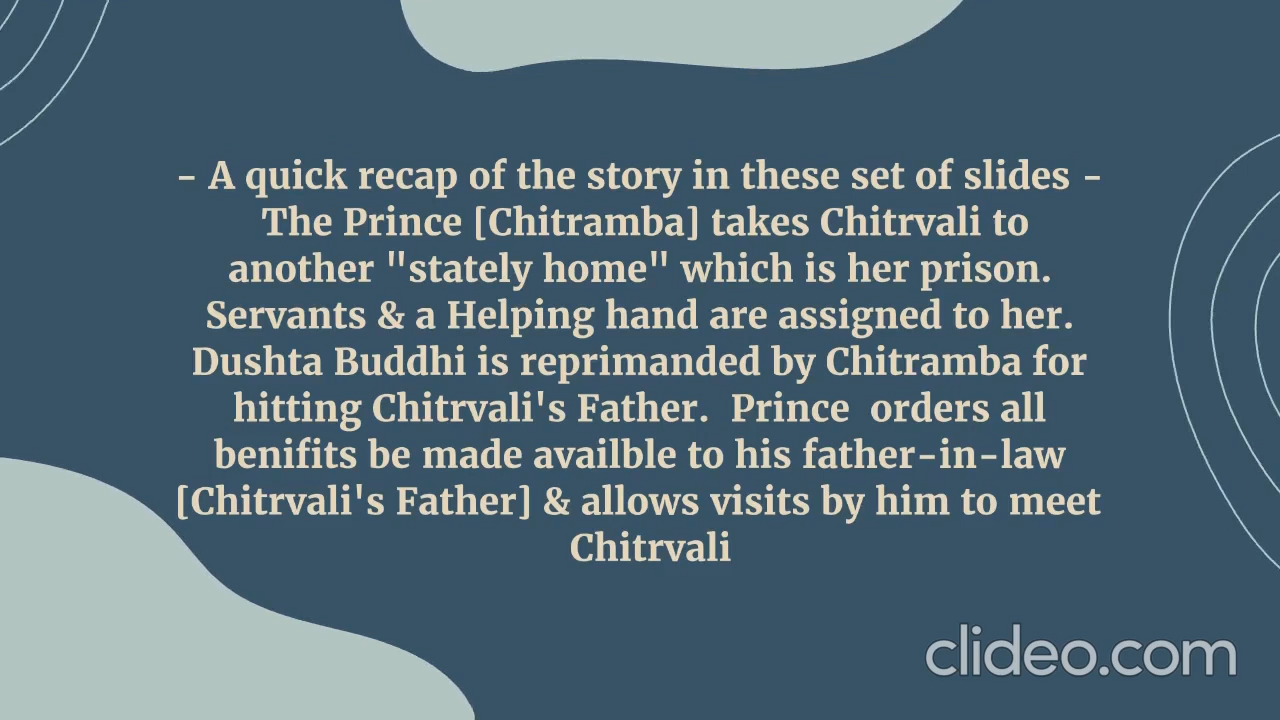 - A quick recap of the story in these set of slides -
The Prince [Chitramba] takes Chitrvali to
another "stately home" which is her prison.
Servants & a Helping hand are assigned to her.
Dushta Buddhi is reprimanded by Chitramba for
hitting Chitrvali's Father.  Prince  orders all
benifits be made availble to his father-in-law
[Chitrvali's Father] & allows visits by him to meet
Chitrvali
clideo.com